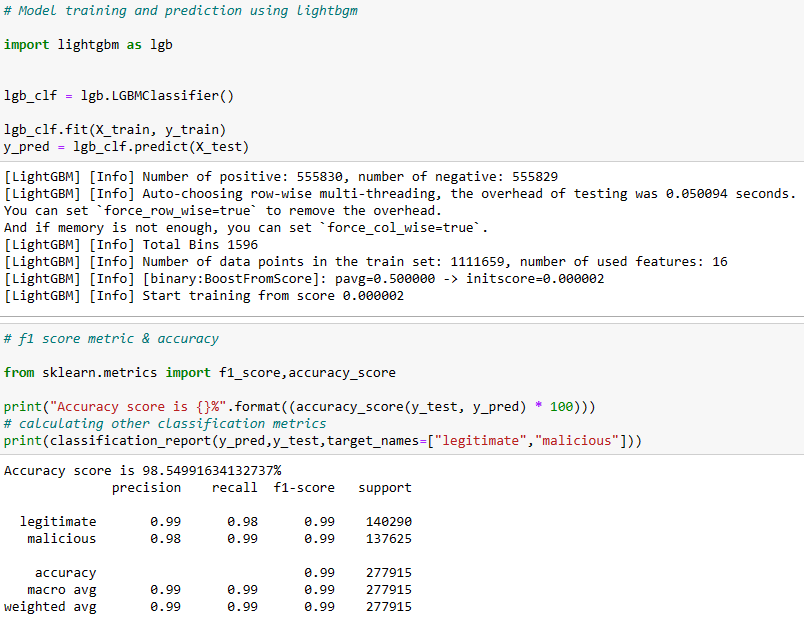 # Model training and prediction using Lightbgm
import lightgbm as lgb
lgb_clf = lgb.LGBMClassifier()
lgb_clf.fit(X_train, y_train)
y_pred = lgb_clf.predict(X_test)
[LightGBM] [Info] Number of positive: 555830, number of negative: 555829
[LightGBM] [Info] Auto-choosing row-wise multi-threading, the overhead of testing was 0.050094 seconds.
You can set `force_row_wise=true` to remove the overhead.
And if memory is not enough, you can set `force_col_wise=true`.
[LightGBM] [Info] Total Bins 1596
[LightGBM] [Info] Number of data points in the train set: 1111659, number of used features: 16
[LightGBM] [Info] [binary:BoostFromScore]: pavg=0.500000 -> initscore=0.000002
[LightGBM] [Info] Start training from score 0.000002
# f1 score metric & accuracy
from sklearn.metrics import f1_score,accuracy_score
print("Accuracy score is {}%".format((accuracy_score(y_test, y_pred) * 100)))
# calculating other classification metrics
print(classification_report(y_pred,y_test,target_names=["legitimate","malicious"]))
Accuracy score is 98.54991634132737%
precision recall f1-score support
legitimate 0.99 0.98 0.99 140290
malicious 0.98 0.99 0.99 137625
accuracy 0.99 277915
macro avg 0.99 0.99 0.99 277915
weighted avg 0.99 0.99 0.99 277915